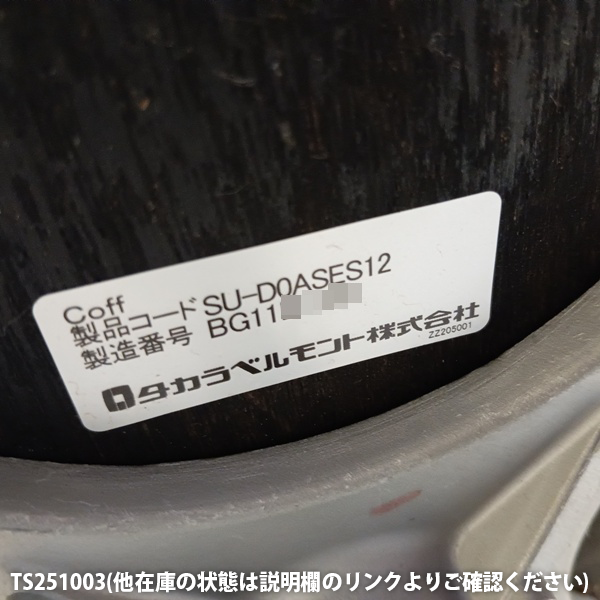 Coff
製品コード SU-D0ASES12
製造番号 BG11
タカラベルモント株式会社
ZZ205001
TS251003(他在庫の状態は説明欄のリンクよりご確認ください)